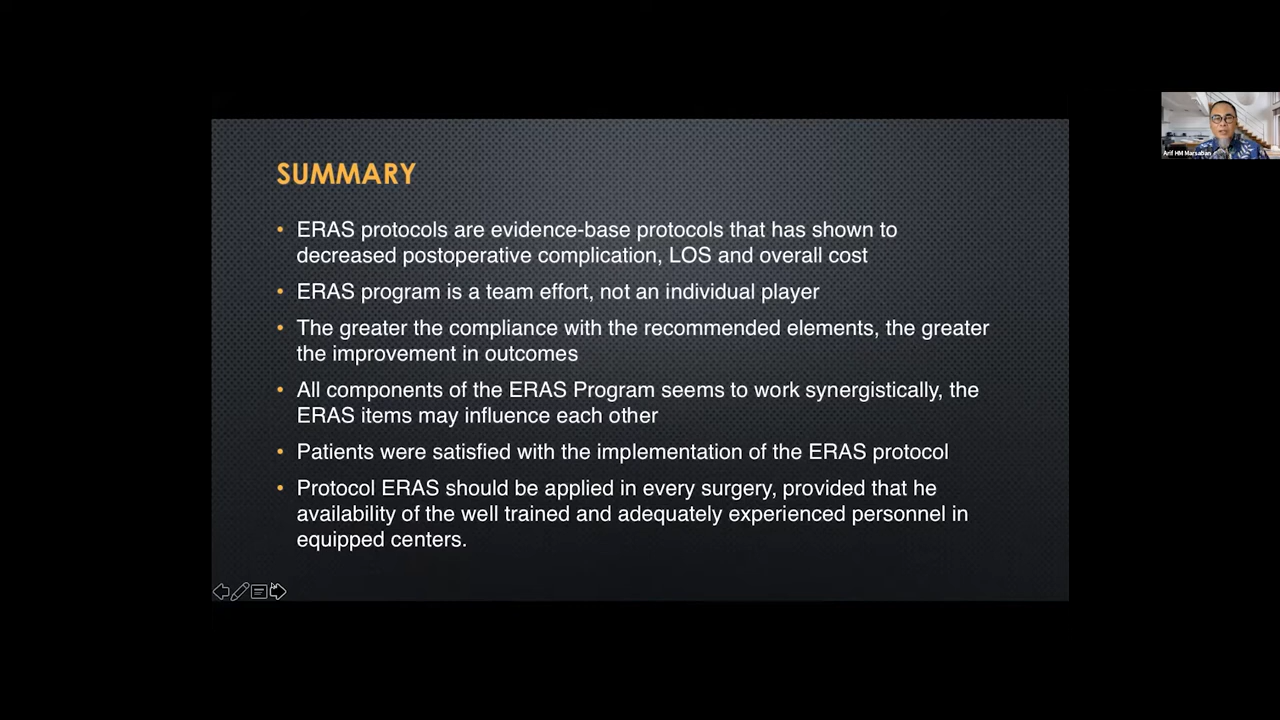 SUMMARY
• ERAS protocols are evidence-base protocols that has shown to
decreased postoperative complication, LOS and overall cost
• ERAS program is a team effort, not an individual player
• The greater the compliance with the recommended elements, the greater
the improvement in outcomes
• All components of the ERAS Program seems to work synergistically, the
ERAS items may influence each other
• Patients were satisfied with the implementation of the ERAS protocol
• Protocol ERAS should be applied in every surgery, provided that he
availability of the well trained and adequately experienced personnel in
equipped centers.
Arif HM Marsaban